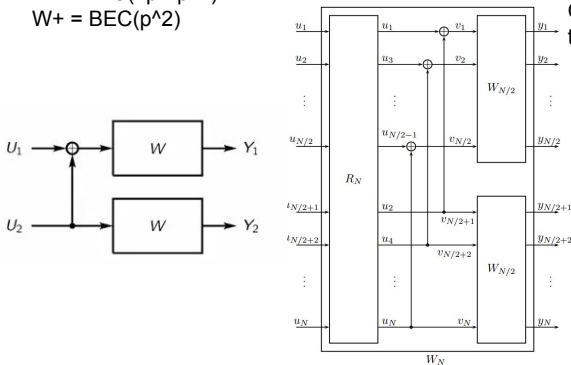 W+ = BEC(p^2)
U1
W
Y1
U2
W
Y2
u1 u1 v1 y1
u2 u3 v2 y2
WN/2
uN/2 uN/2−1 vN/2 yN/2
RN
u2 vN/2+1 yN/2+1
u4 vN/2+2 yN/2+2
WN/2
uN uN vN yN
WN